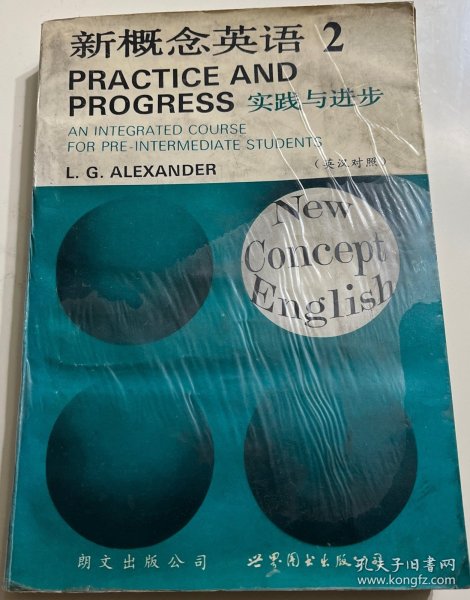 新概念英语 2
PRACTICE AND
PROGRESS 实践与进步
AN INTEGRATED COURSE
FOR PRE-INTERMEDIATE STUDENTS
L. G. ALEXANDER
(英汉对照)
New
Concept
English
朗文出版公司
世界图书出版
孔夫子旧书网
www.kongfz.com